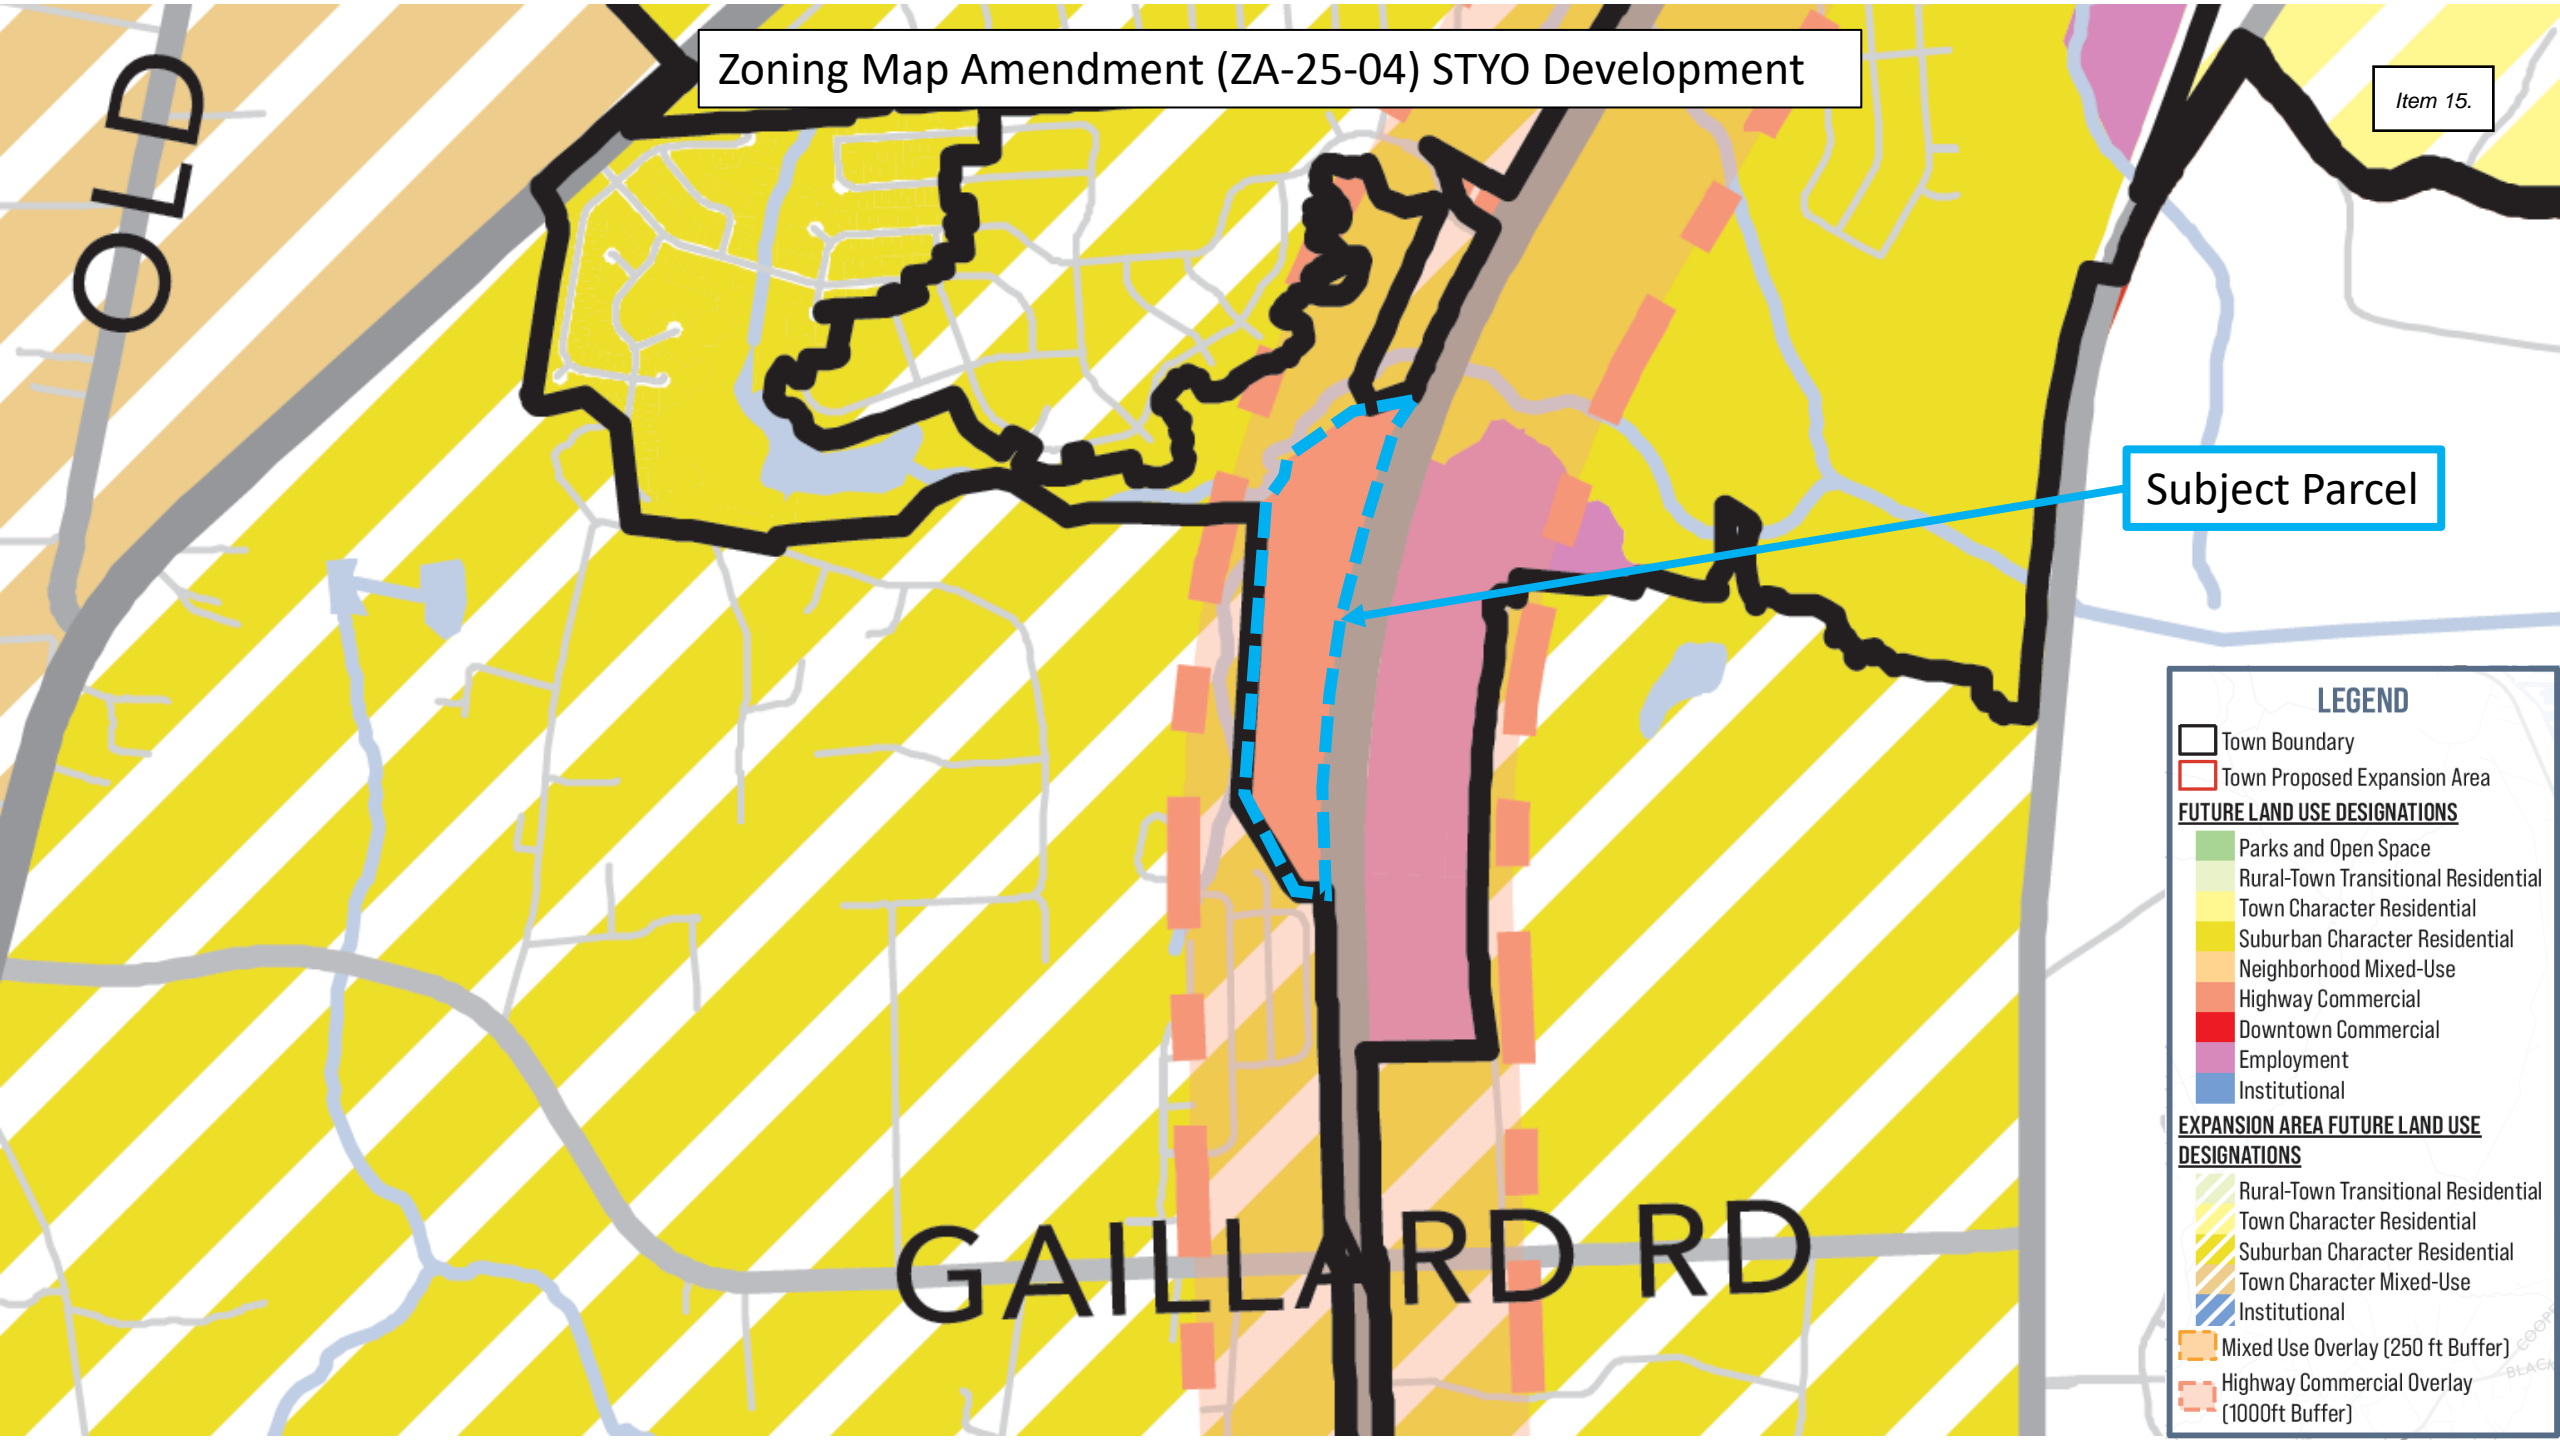 Zoning Map Amendment (ZA-25-04) STYO Development
Item 15.
OLD
Subject Parcel
GAILLARD RD
LEGEND
Town Boundary
Town Proposed Expansion Area
FUTURE LAND USE DESIGNATIONS
Parks and Open Space
Rural-Town Transitional Residential
Town Character Residential
Suburban Character Residential
Neighborhood Mixed-Use
Highway Commercial
Downtown Commercial
Employment
Institutional
EXPANSION AREA FUTURE LAND USE
DESIGNATIONS
Rural-Town Transitional Residential
Town Character Residential
Suburban Character Residential
Town Character Mixed-Use
Institutional
Mixed Use Overlay (250 ft Buffer)
Highway Commercial Overlay
(1000ft Buffer)